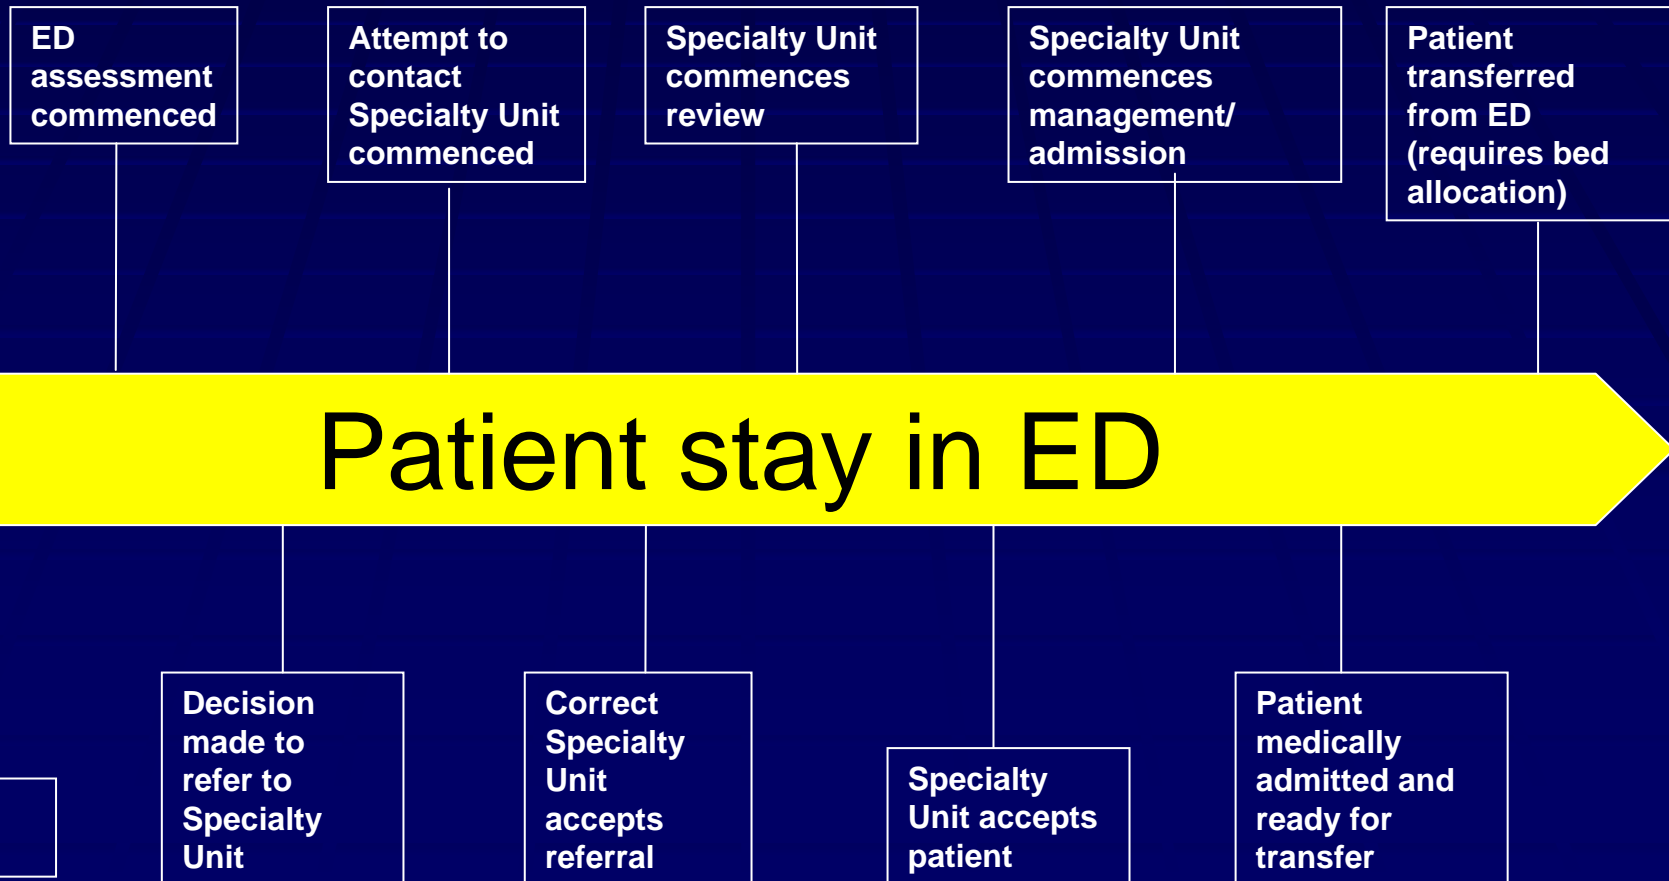 ED
assessment
commenced
Attempt to
contact
Specialty Unit
commenced
Specialty Unit
commences
review
Specialty Unit
commences
management/
admission
Patient
transferred
from ED
(requires bed
allocation)
Patient stay in ED
Decision
made to
refer to
Specialty
Unit
Correct
Specialty
Unit
accepts
referral
Specialty
Unit accepts
patient
Patient
medically
admitted and
ready for
transfer